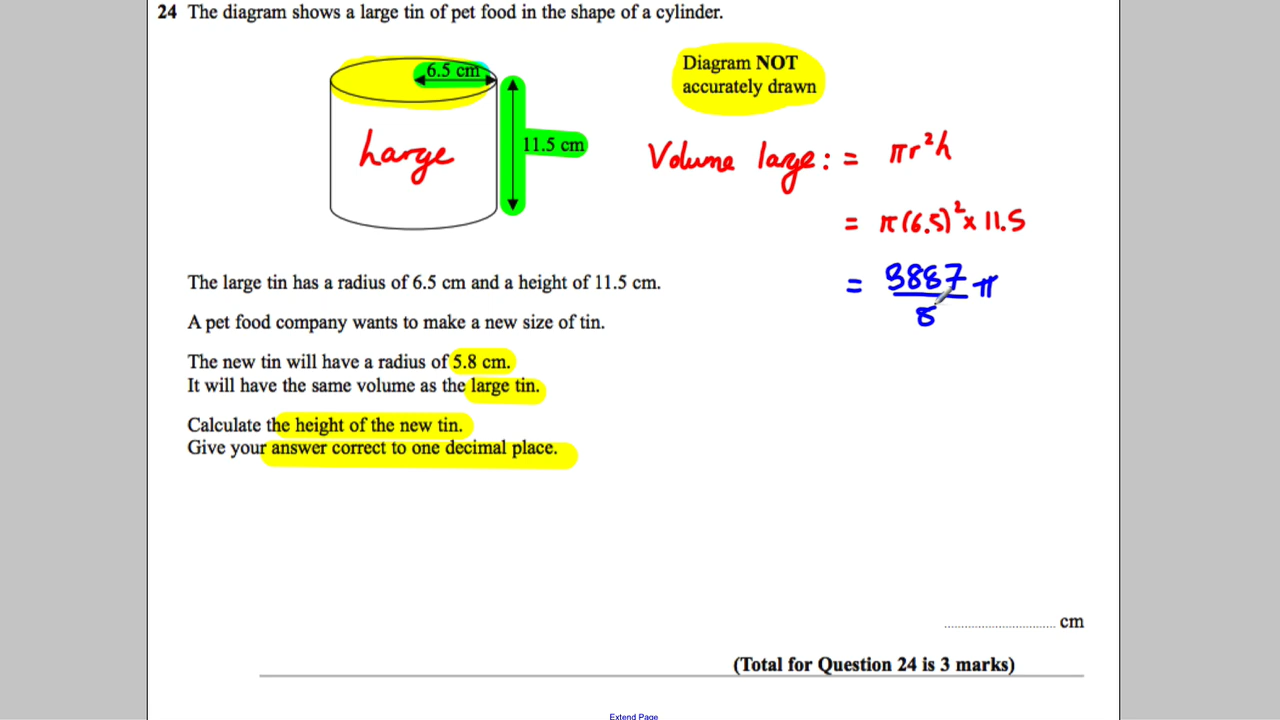 24 The diagram shows a large tin of pet food in the shape of a cylinder.
6.5 cm
Diagram NOT
accurately drawn
11.5 cm
Large
Volume large: = πr²h
= π(6.5)² x 11.5
= 3887/8 π
The large tin has a radius of 6.5 cm and a height of 11.5 cm.
A pet food company wants to make a new size of tin.
The new tin will have a radius of 5.8 cm.
It will have the same volume as the large tin.
Calculate the height of the new tin.
Give your answer correct to one decimal place.
.................................. cm
(Total for Question 24 is 3 marks)
Extend Page